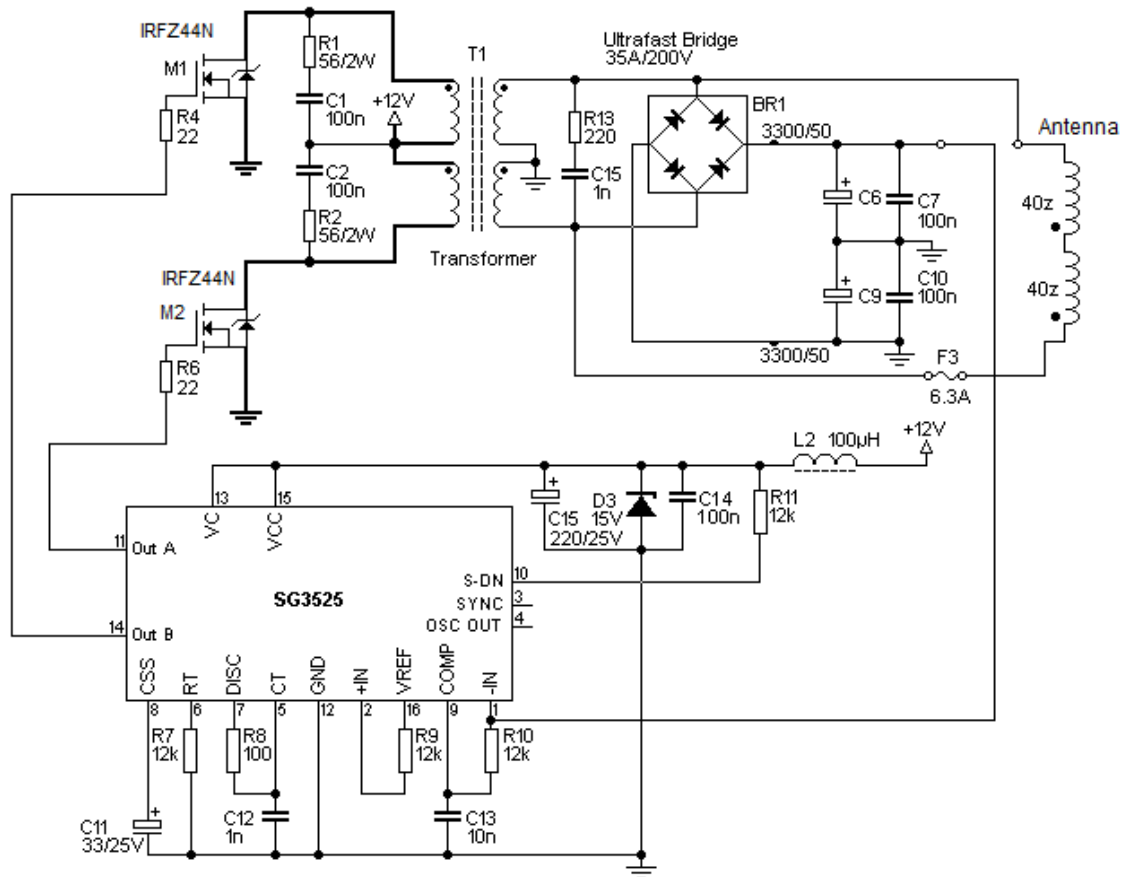 IRFZ44N
M1
R4
22
R1
56/2W
C1
100n
+12V
C2
100n
R2
56/2W
T1
Transformer
Ultrafast Bridge
35A/200V
R13
220
C15
1n
BR1
3300/50
C6
C7
100n
C9
C10
100n
3300/50
Antenna
40z
40z
F3
6.3A
IRFZ44N
M2
R6
22
L2 100µH
+12V
C15
220/25V
D3
15V
C14
100n
R11
12k
13
VC
15
VCC
11
Out A
14
Out B
SG3525
S-DN
10
SYNC
3
OSC OUT
4
CSS
RT
DISC
CT
GND
+IN
VREF
COMP
-IN
8
6
7
5
12
2
16
9
1
R7
12k
R8
100
R9
12k
R10
12k
C11
33/25V
C12
1n
C13
10n